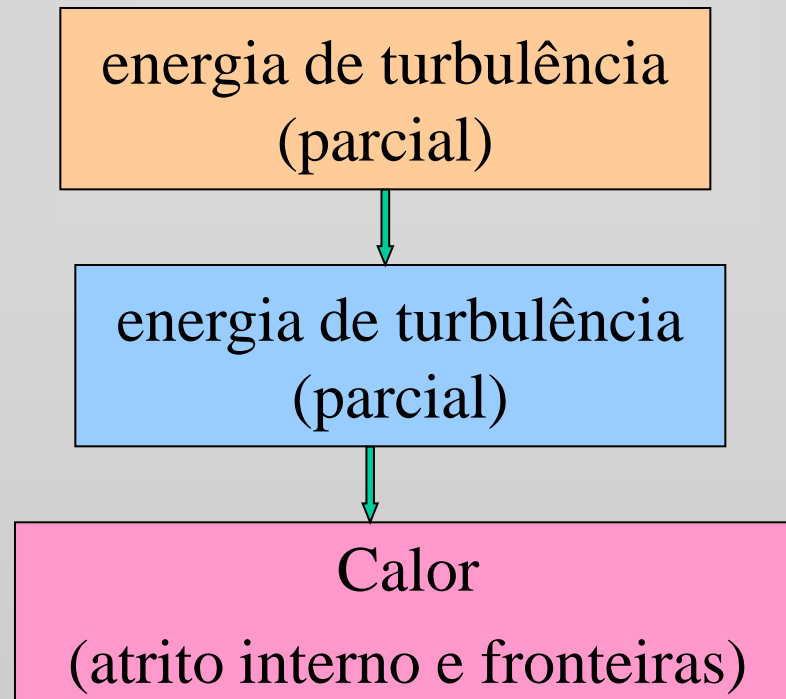 energia de turbulência
(parcial)
energia de turbulência
(parcial)
Calor
(atrito interno e fronteiras)